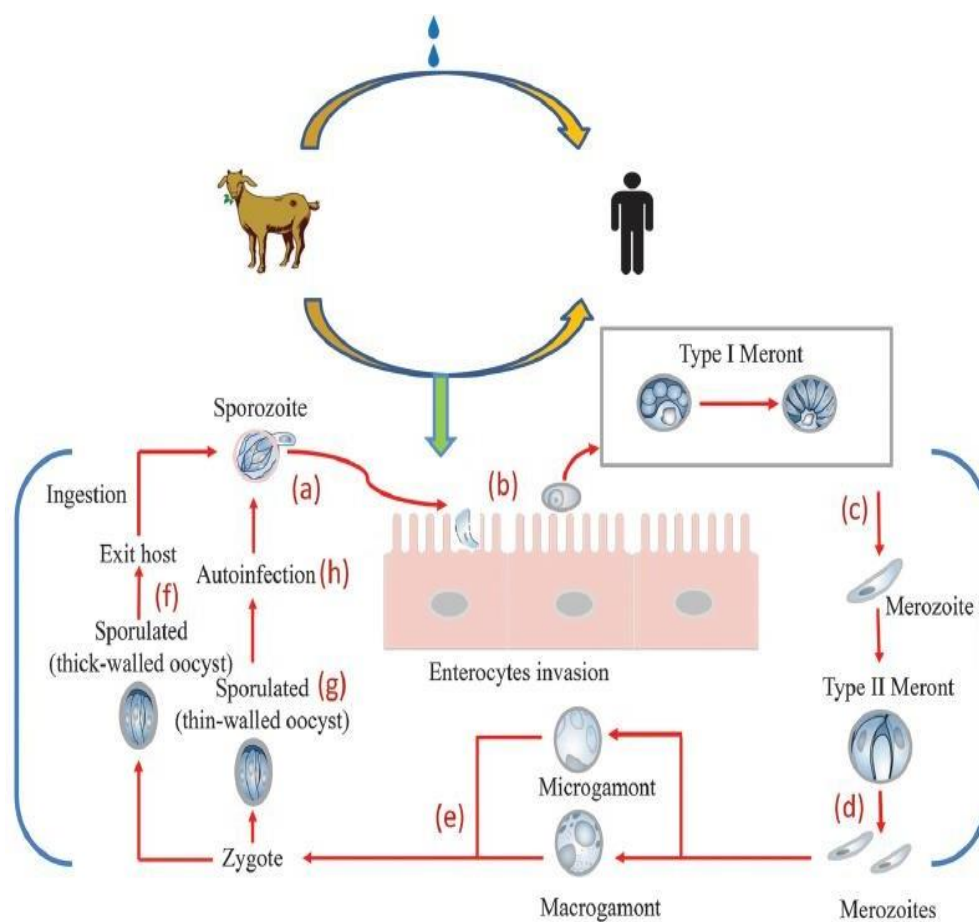 Type I Meront
Sporozoite
(a)
(b)
Ingestion
(c)
Exit host
Autoinfection (h)
Merozoite
(f)
Sporulated
(thick-walled oocyst)
Enterocytes invasion
Sporulated (g)
(thin-walled oocyst)
Type II Meront
Microgamont
(e)
(d)
Zygote
Macrogamont
Merozoites